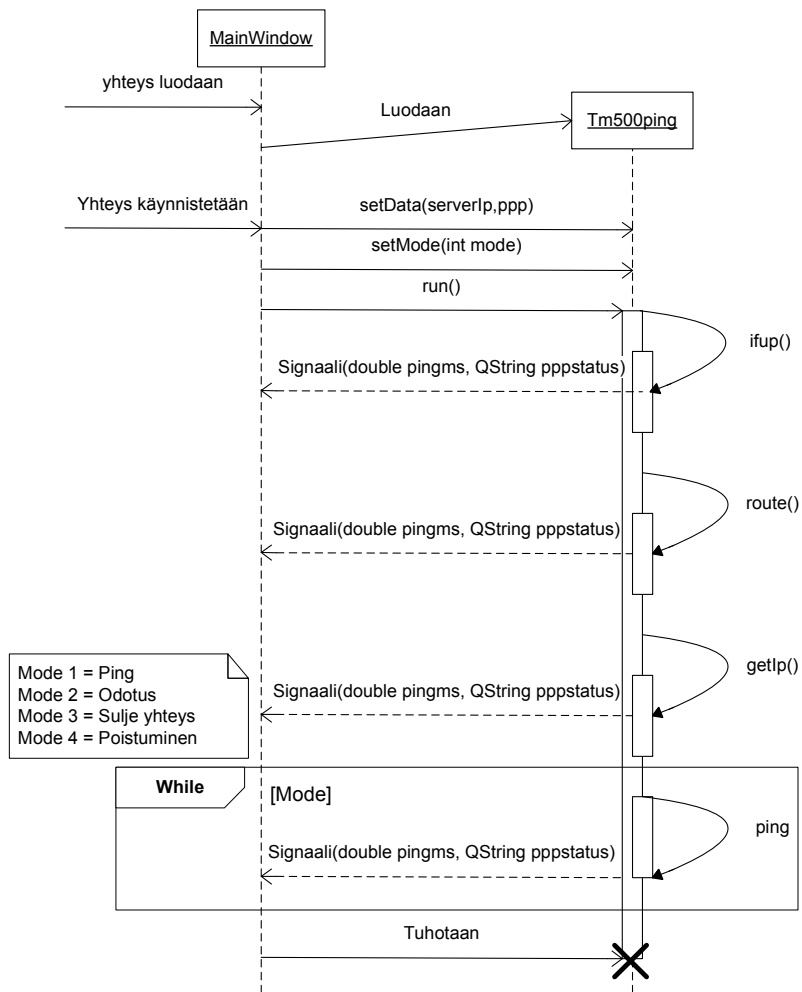 MainWindow
yhteys luodaan
Luodaan
Tm500ping
Yhteys käynnistetään
setData(serverIp,ppp)
setMode(int mode)
run()
ifup()
Signaali(double pingms, QString pppstatus)
route()
Signaali(double pingms, QString pppstatus)
getIp()
Signaali(double pingms, QString pppstatus)
Mode 1 = Ping
Mode 2 = Odotus
Mode 3 = Sulje yhteys
Mode 4 = Poistuminen
While
[Mode]
ping
Signaali(double pingms, QString pppstatus)
Tuhotaan